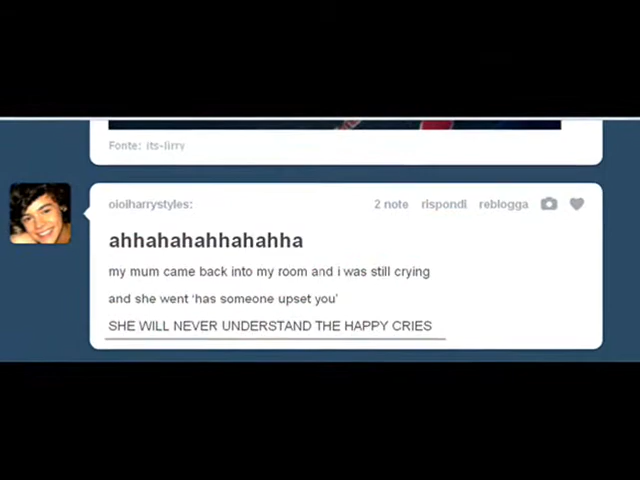 Fonte: its-lirry
oioiharrystyles:
2 note rispondi reblogga
ahhahahahhahahha
my mum came back into my room and i was still crying
and she went ‘has someone upset you’
SHE WILL NEVER UNDERSTAND THE HAPPY CRIES